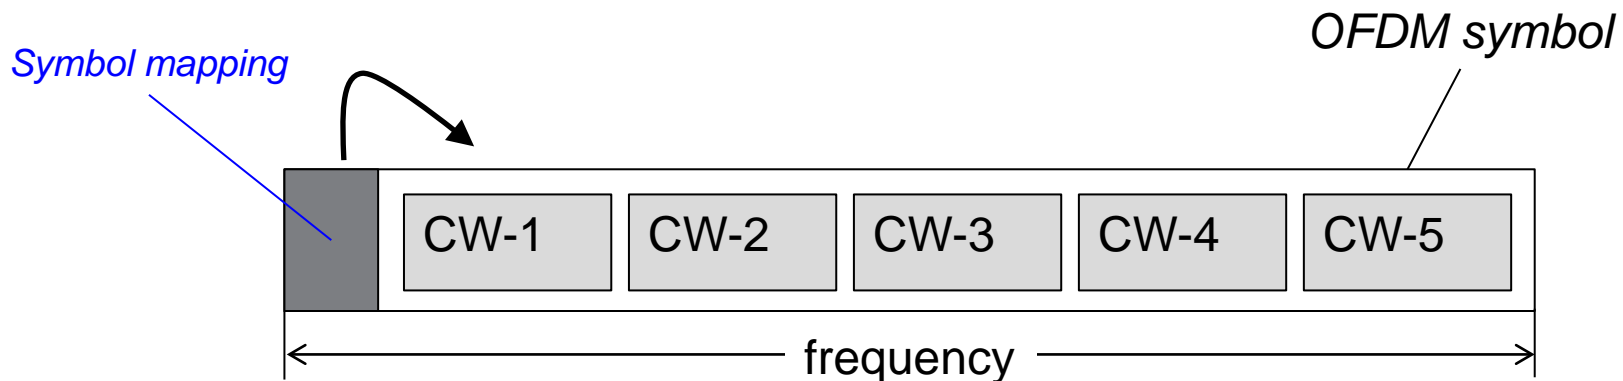 OFDM symbol
Symbol mapping
CW-1 CW-2 CW-3 CW-4 CW-5
frequency